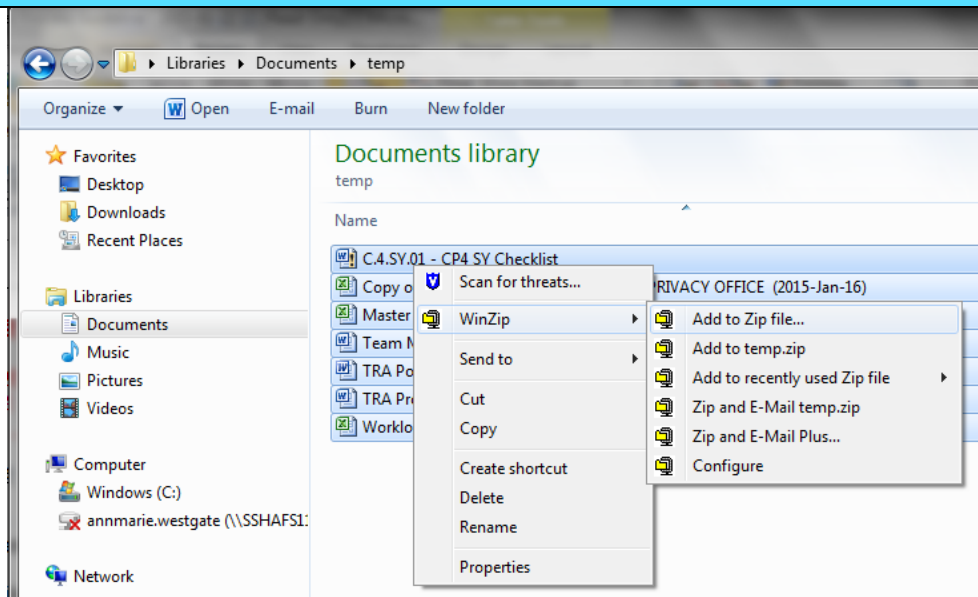 Libraries Documents temp
Organize Open E-mail Burn New folder
Favorites
Desktop
Downloads
Recent Places
Libraries
Documents
Music
Pictures
Videos
Computer
Windows (C:)
annmarie.westgate (\\SSHAFS1
Network
Documents library
temp
Name
C.4.SY.01 - CP4 SY Checklist
Copy o RIVACY OFFICE (2015-Jan-16)
Master
Team M
TRA Po
TRA Pr
Worklo
Scan for threats...
WinZip
Send to
Cut
Copy
Create shortcut
Delete
Rename
Properties
Add to Zip file...
Add to temp.zip
Add to recently used Zip file
Zip and E-Mail temp.zip
Zip and E-Mail Plus...
Configure